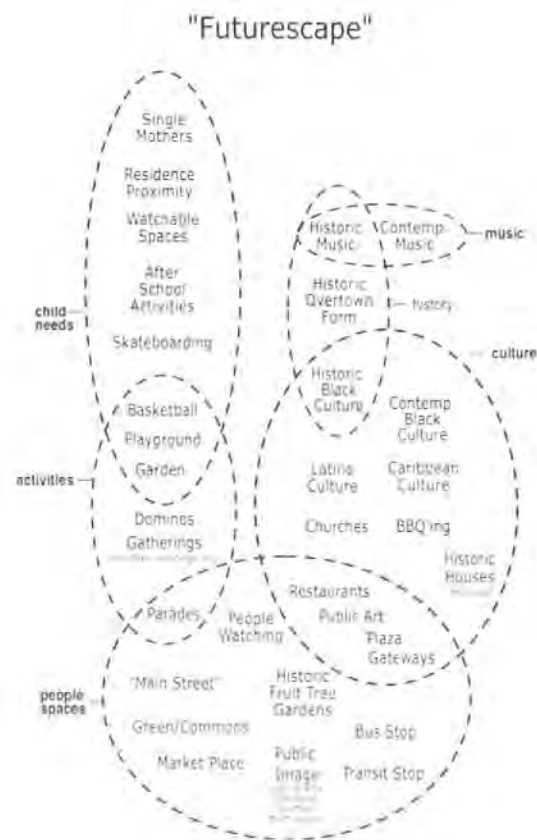 "Futurescape"
Single
Mothers
Residence
Proximity
Watchable
Spaces
After
School
Activities
Skateboarding
child
needs
Historic
Music
Contemp
Music
music
Historic
Overtown
Form
history
culture
Historic
Black
Culture
Contemp
Black
Culture
Basketball
Playground
Garden
activities
Latino
Culture
Caribbean
Culture
Dominos
Gatherings
Churches
BBQ'ing
Historic
Houses
Restaurants
Parades
People
Watching
Public Art
Plaza
Gateways
"Main Street"
Historic
Fruit Tree
Gardens
people
spaces
Green/Commons
Bus Stop
Market Place
Public
Image
Transit Stop